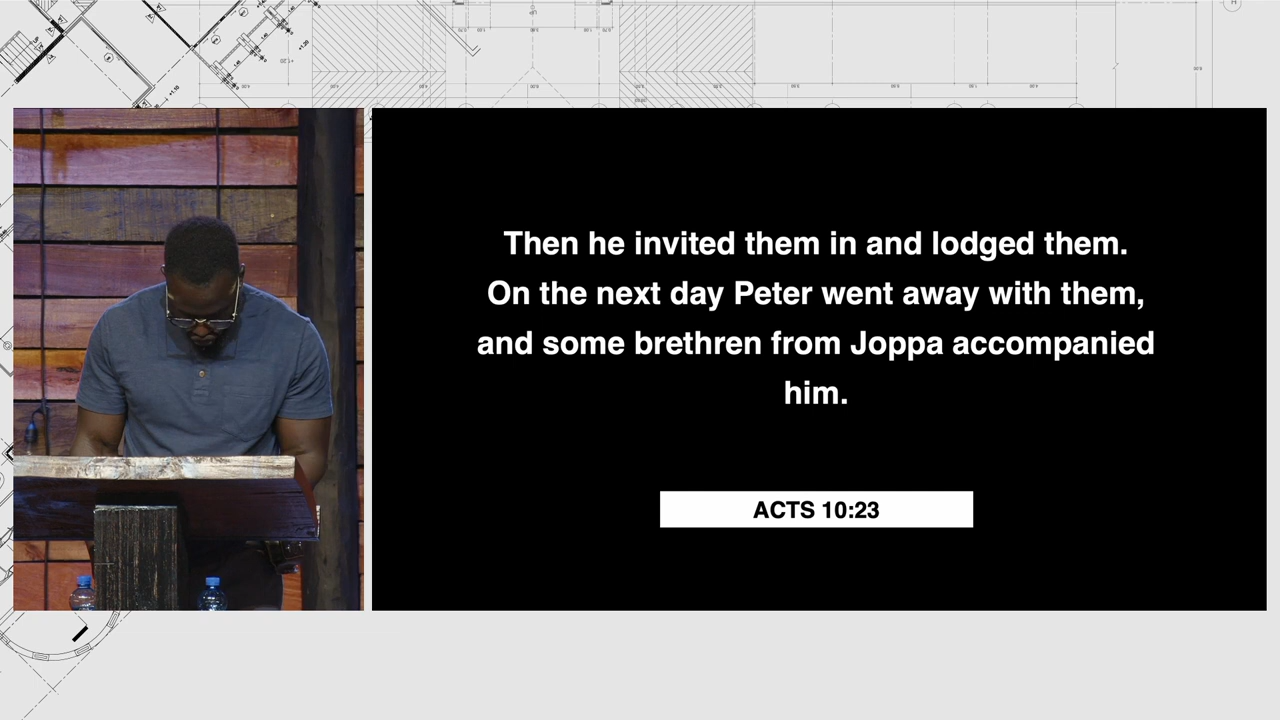 Then he invited them in and lodged them.
On the next day Peter went away with them,
and some brethren from Joppa accompanied
him.
ACTS 10:23